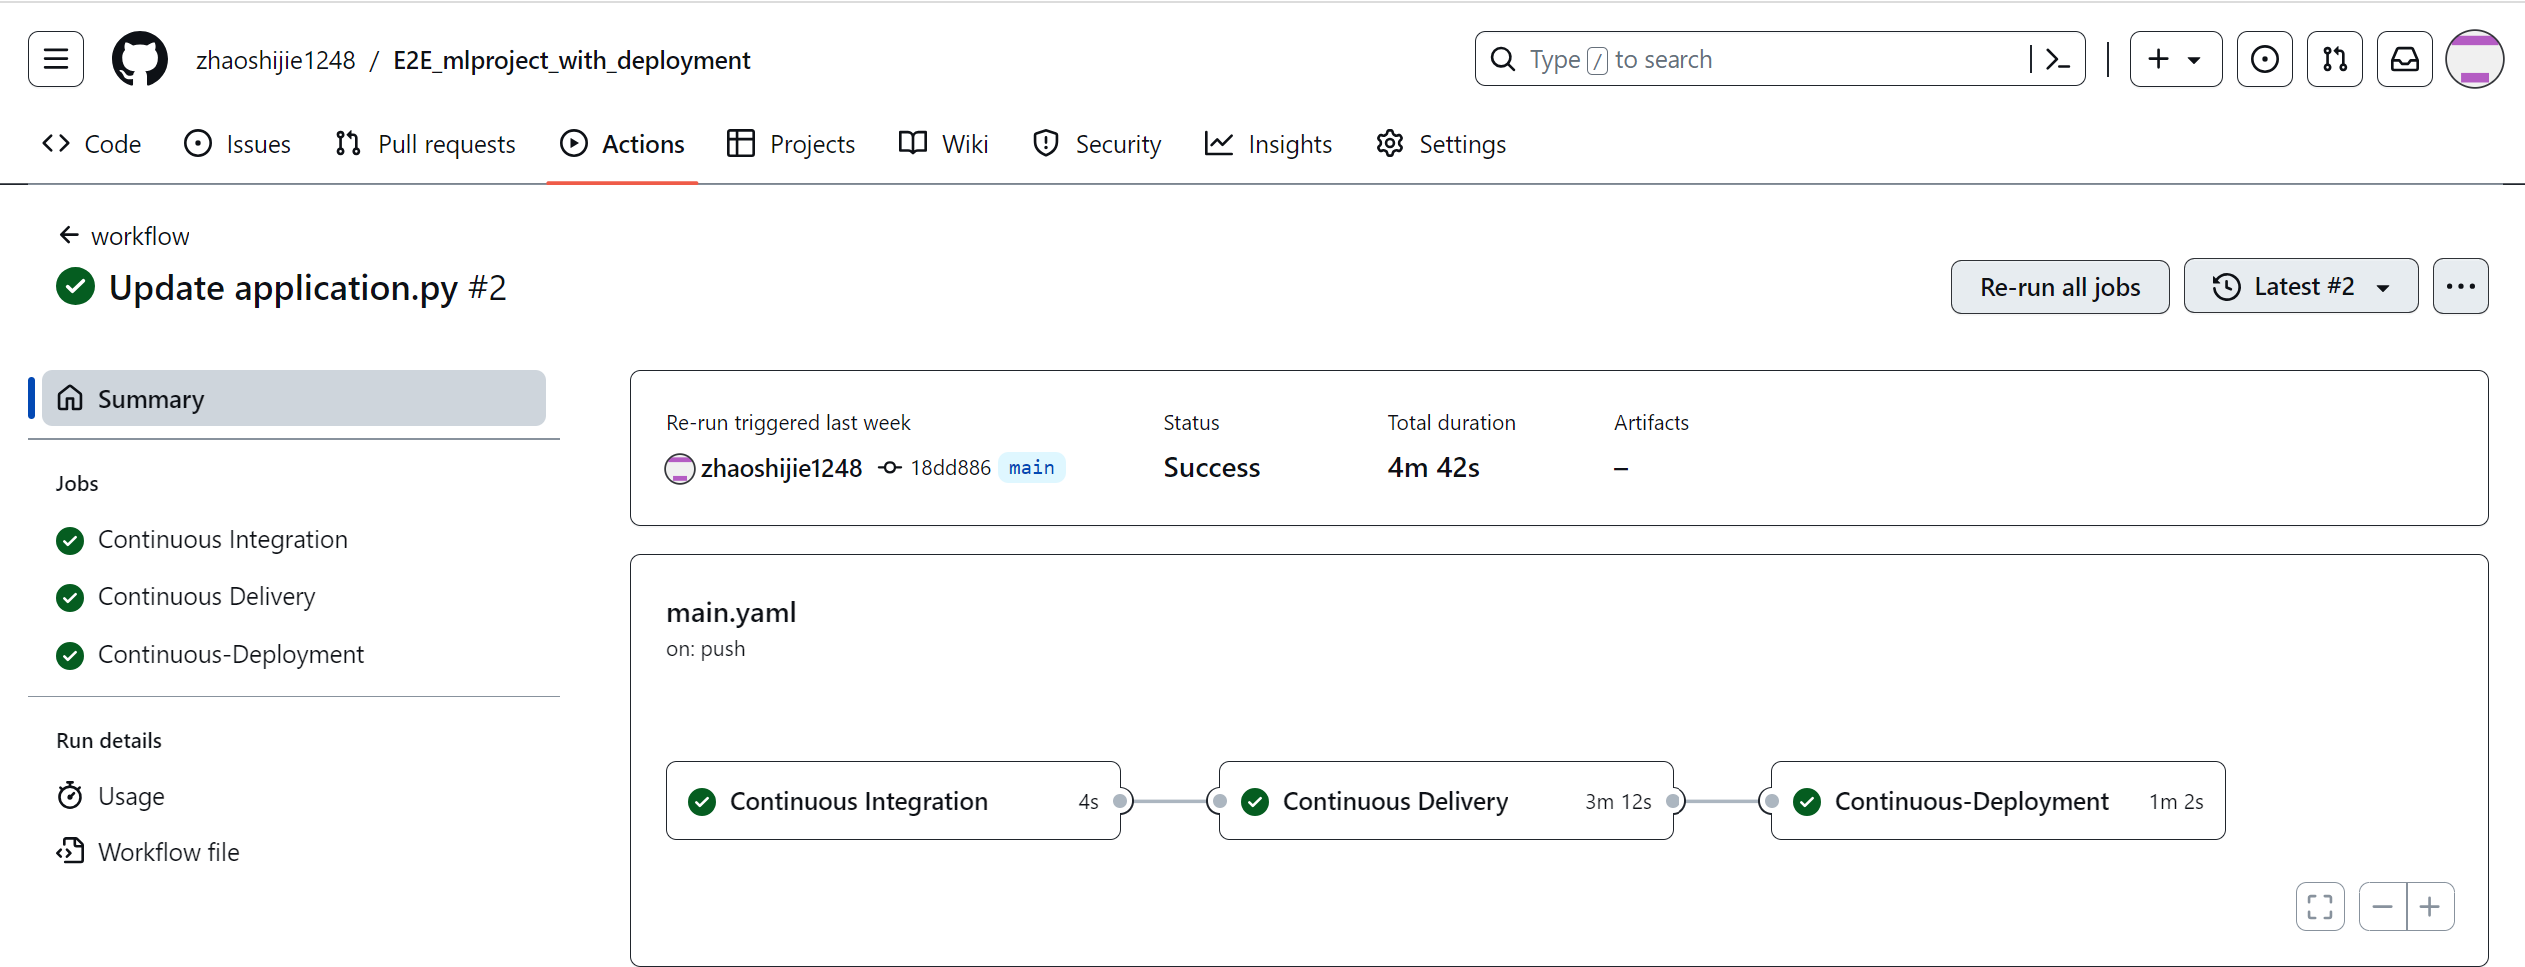 zhaoshijie1248 / E2E_mlproject_with_deployment
Type / to search
Code Issues Pull requests Actions Projects Wiki Security Insights Settings
workflow
Update application.py #2
Re-run all jobs Latest #2
Summary
Jobs
Continuous Integration
Continuous Delivery
Continuous-Deployment
Run details
Usage
Workflow file
Re-run triggered last week Status Total duration Artifacts
zhaoshijie1248 18dd886 main Success 4m 42s –
main.yaml
on: push
Continuous Integration 4s Continuous Delivery 3m 12s Continuous-Deployment 1m 2s